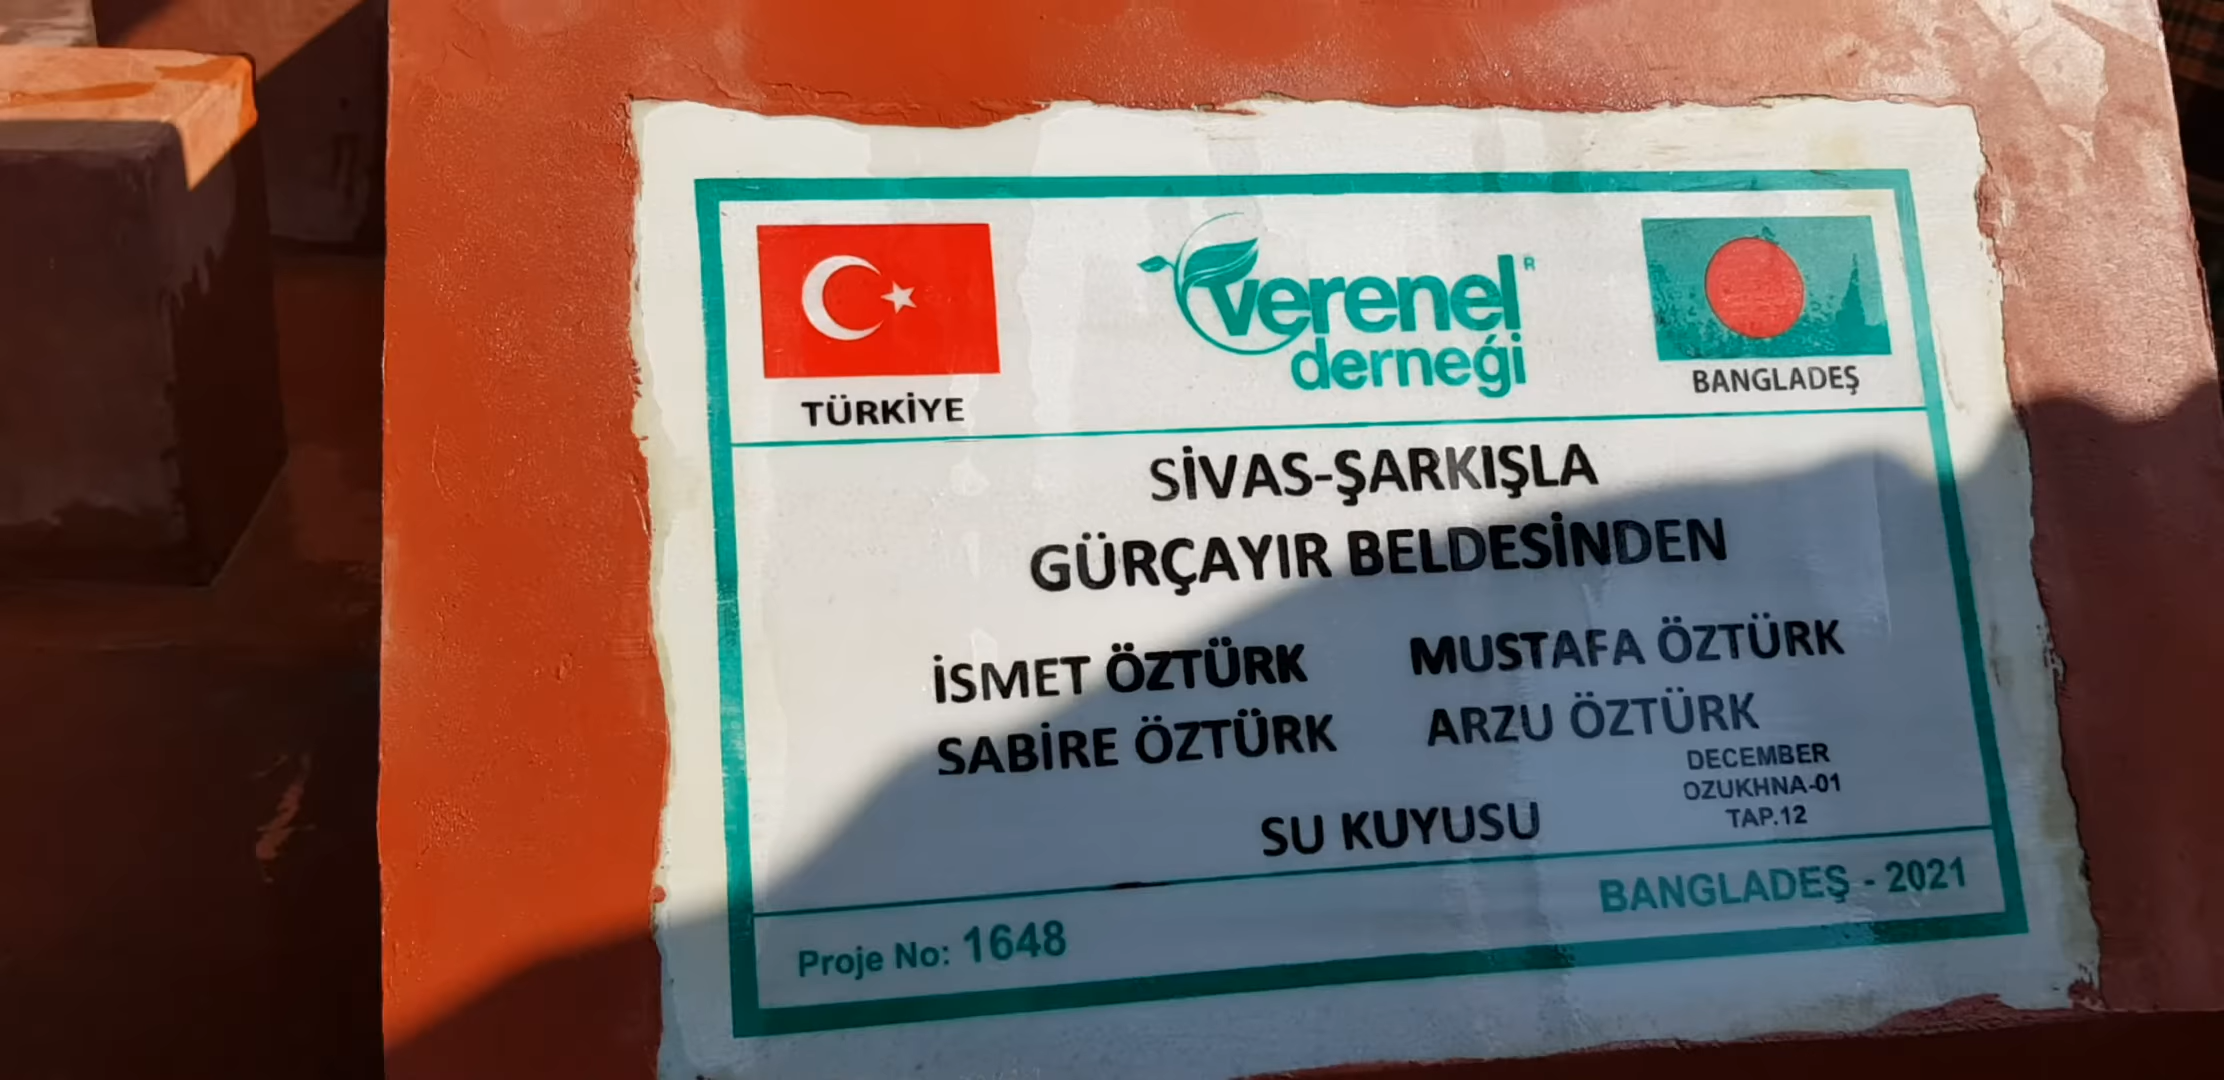 verenel®
derneği
TÜRKİYE
BANGLADEŞ
SİVAS-ŞARKIŞLA
GÜRÇAYIR BELDESİNDEN
İSMET ÖZTÜRK MUSTAFA ÖZTÜRK
SABİRE ÖZTÜRK ARZU ÖZTÜRK
DECEMBER
OZUKHNA-01
TAP.12
SU KUYUSU
Proje No: 1648
BANGLADEŞ - 2021